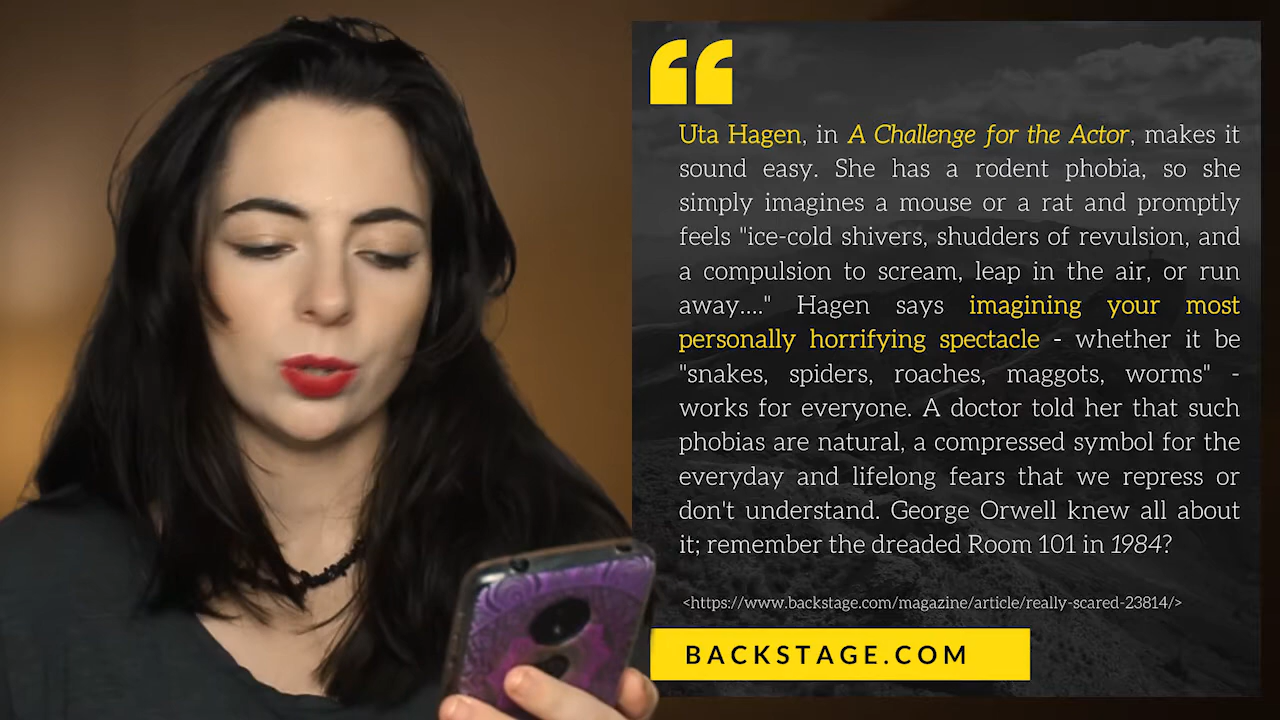 Uta Hagen, in A Challenge for the Actor, makes it
sound easy. She has a rodent phobia, so she
simply imagines a mouse or a rat and promptly
feels "ice-cold shivers, shudders of revulsion, and
a compulsion to scream, leap in the air, or run
away...." Hagen says imagining your most
personally horrifying spectacle - whether it be
"snakes, spiders, roaches, maggots, worms" -
works for everyone. A doctor told her that such
phobias are natural, a compressed symbol for the
everyday and lifelong fears that we repress or
don't understand. George Orwell knew all about
it; remember the dreaded Room 101 in 1984?
<https://www.backstage.com/magazine/article/really-scared-23814/>
BACKSTAGE.COM